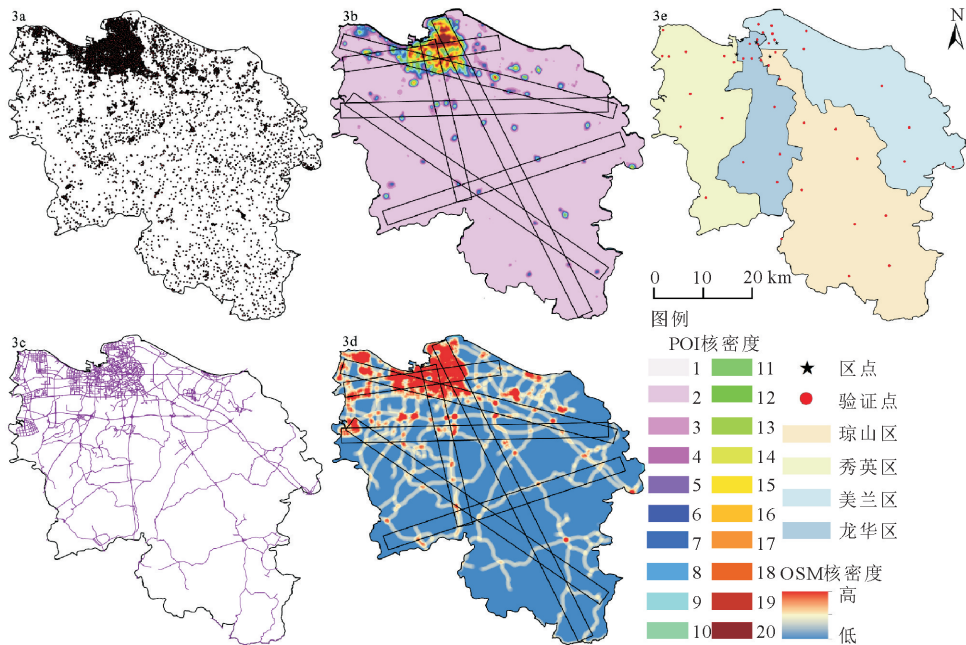 3a
3b
3e
N
0 10 20 km
图例
3c
3d
POI核密度
1 11
2 12
3 13
4 14
5 15
6 16
7 17
8 18
9 19
10 20
区点
验证点
琼山区
秀英区
美兰区
龙华区
OSM核密度
高
低